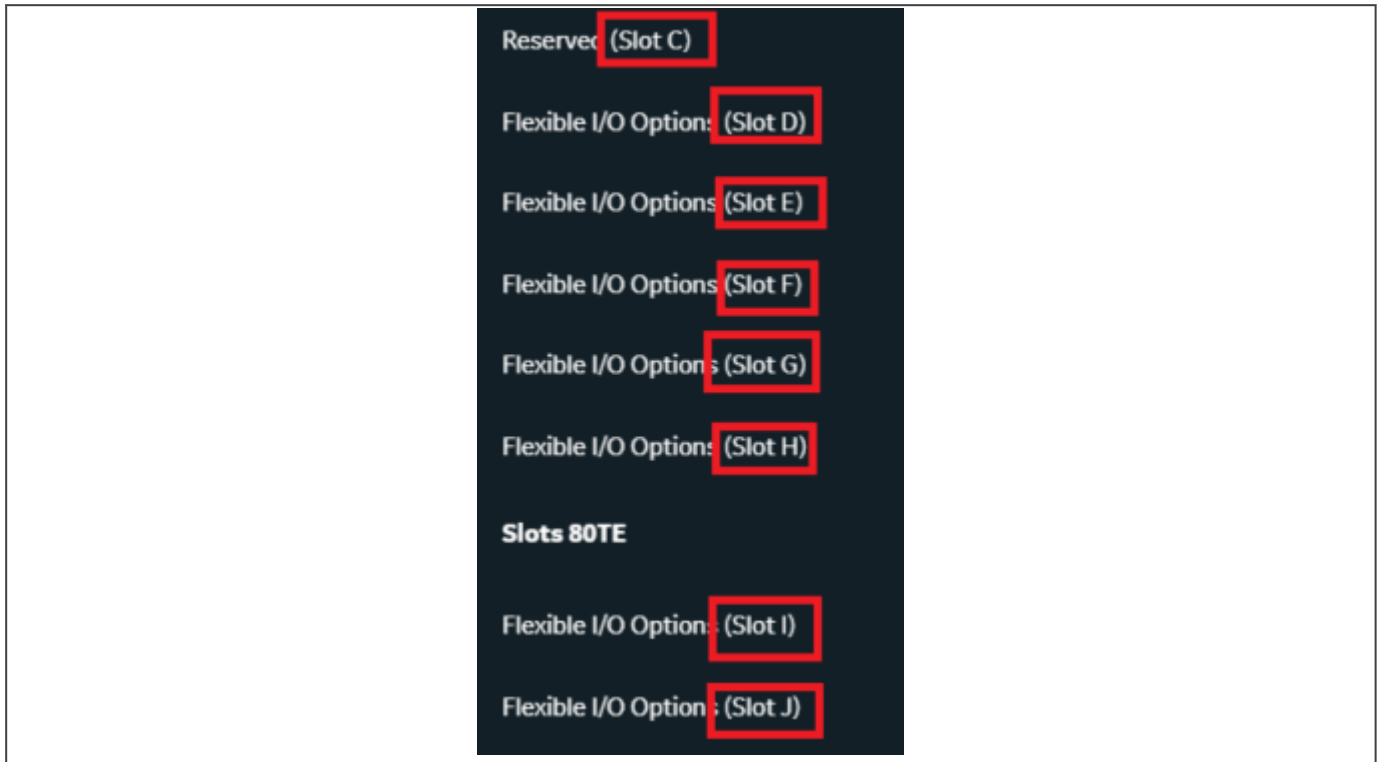 Reserved (Slot C)
Flexible I/O Options (Slot D)
Flexible I/O Options (Slot E)
Flexible I/O Options (Slot F)
Flexible I/O Options (Slot G)
Flexible I/O Options (Slot H)
Slots 80TE
Flexible I/O Options (Slot I)
Flexible I/O Options (Slot J)